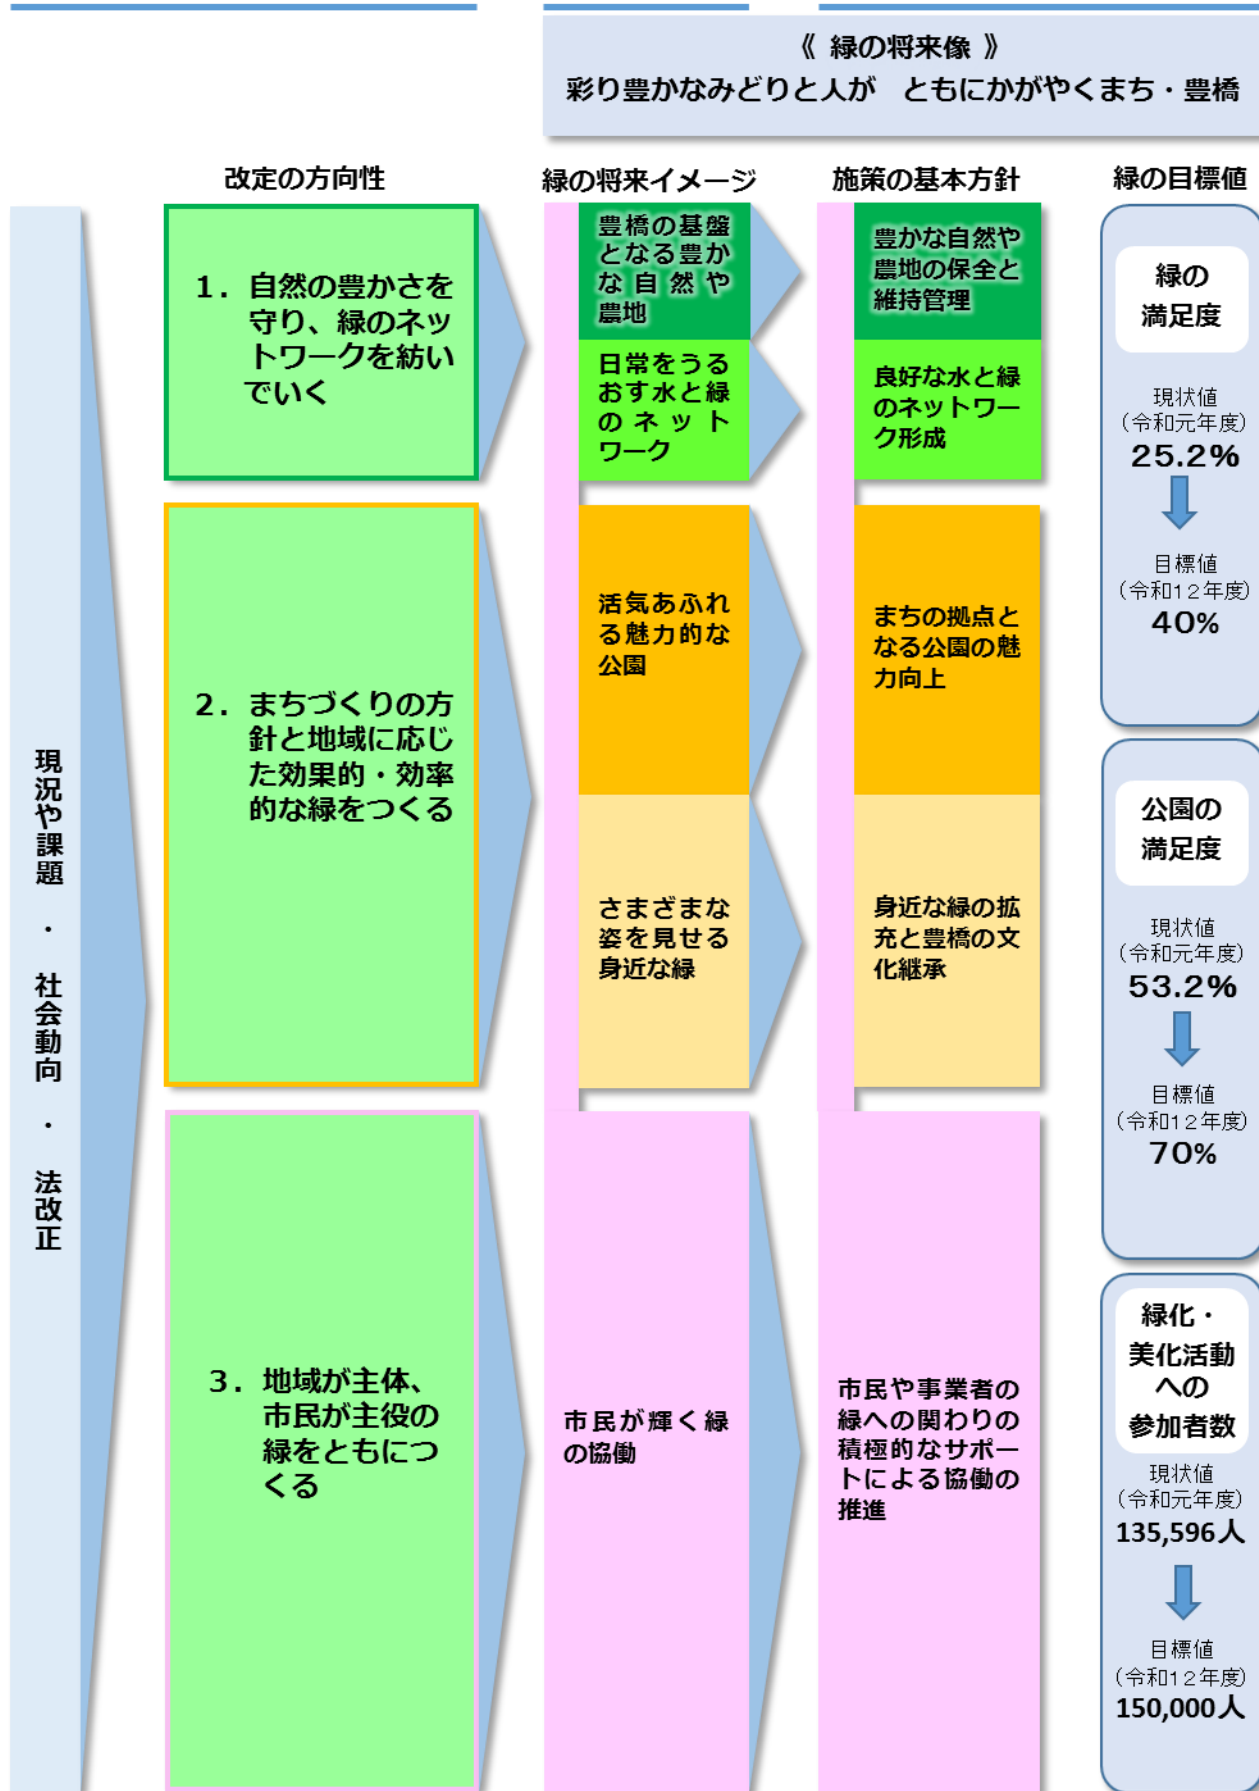 《 緑の将来像 》
彩り豊かなみどりと人が　ともにかがやくまち・豊橋
改定の方向性
緑の将来イメージ
施策の基本方針
緑の目標値
現況や課題　・　社会動向　・　法改正
1．自然の豊かさを
守り、緑のネッ
トワークを紡い
でいく
豊橋の基盤
となる豊か
な自然や
農地
豊かな自然や
農地の保全と
維持管理
日常をうる
おす水と緑
のネット
ワーク
良好な水と緑
のネットワー
ク形成
2．まちづくりの方
針と地域に応じ
た効果的・効率
的な緑をつくる
活気あふれ
る魅力的な
公園
まちの拠点と
なる公園の魅
力向上
さまざまな
姿を見せる
身近な緑
身近な緑の拡
充と豊橋の文
化継承
3．地域が主体、
市民が主役の
緑をともにつ
くる
市民が輝く緑
の協働
市民や事業者の
緑への関わりの
積極的なサポー
トによる協働の
推進
緑の
満足度
現状値
（令和元年度）
25.2%
目標値
（令和12年度）
40%
公園の
満足度
現状値
（令和元年度）
53.2%
目標値
（令和12年度）
70%
緑化・
美化活動
への
参加者数
現状値
（令和元年度）
135,596人
目標値
（令和12年度）
150,000人